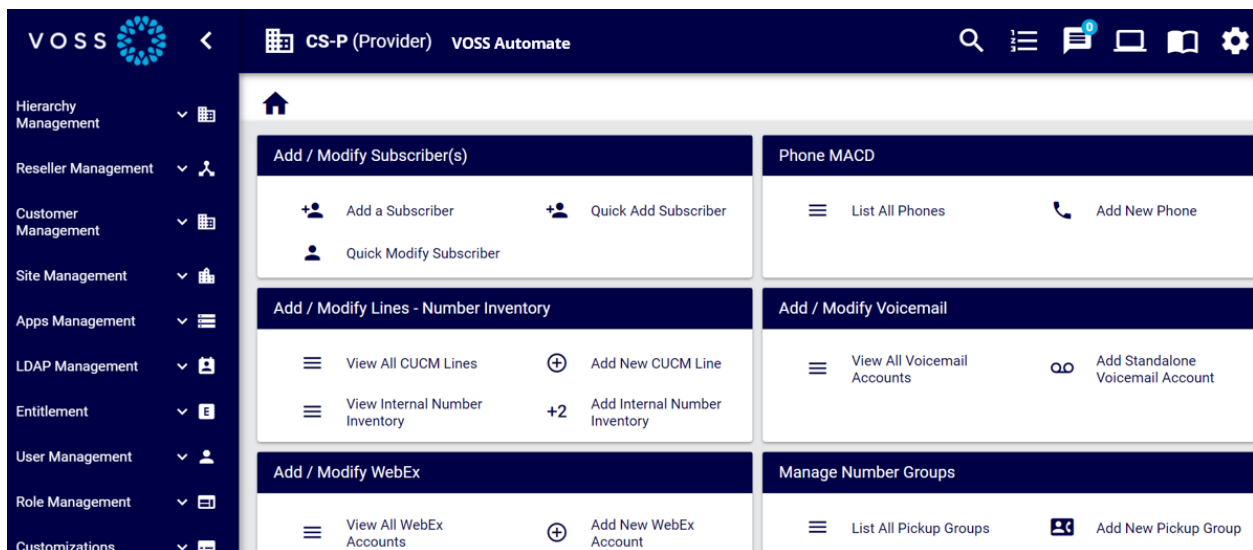 VOSS
CS-P (Provider) VOSS Automate
0
Hierarchy
Management
Reseller Management
Customer
Management
Site Management
Apps Management
LDAP Management
Entitlement
E
User Management
Role Management
Customizations
Add / Modify Subscriber(s)
Add a Subscriber
Quick Add Subscriber
Quick Modify Subscriber
Phone MACD
List All Phones
Add New Phone
Add / Modify Lines - Number Inventory
View All CUCM Lines
Add New CUCM Line
View Internal Number
Inventory
+2
Add Internal Number
Inventory
Add / Modify Voicemail
View All Voicemail
Accounts
Add Standalone
Voicemail Account
Add / Modify WebEx
View All WebEx
Accounts
Add New WebEx
Account
Manage Number Groups
List All Pickup Groups
Add New Pickup Group